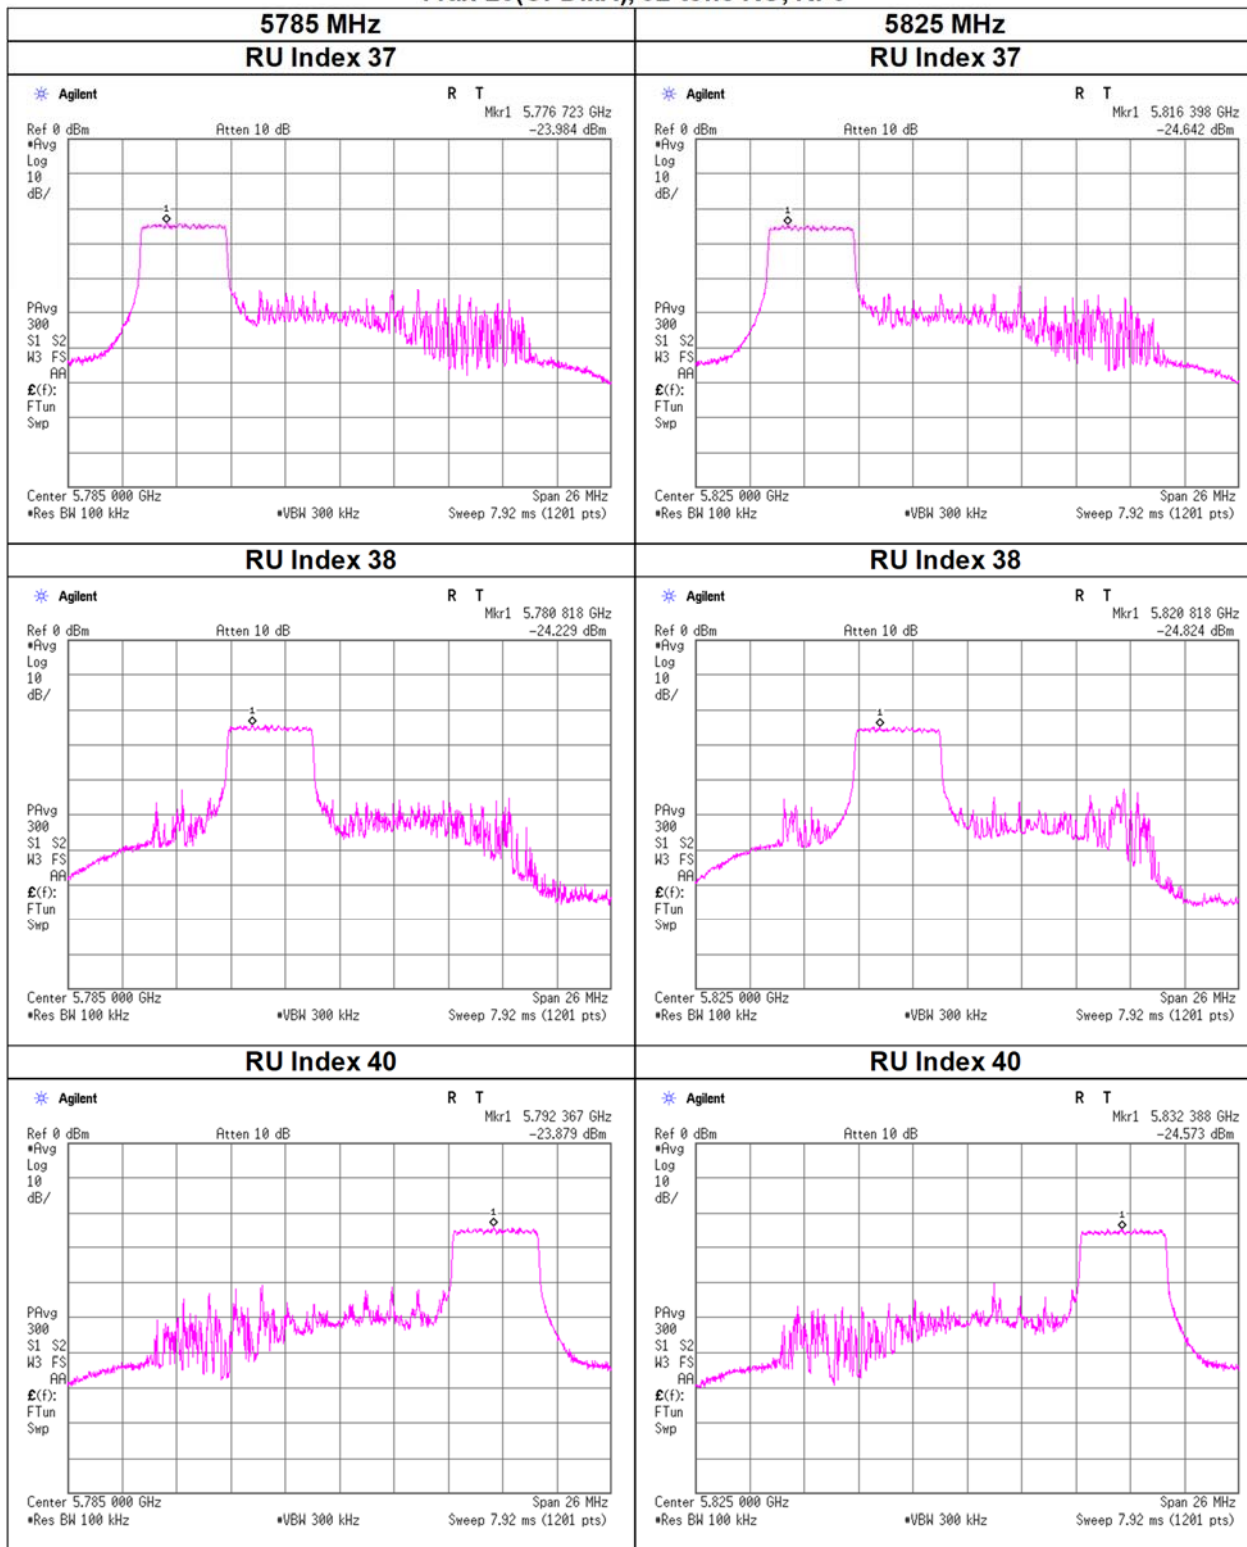 5785 MHz
5825 MHz
RU Index 37
RU Index 37
Agilent
R T
Mkr1 5.776 723 GHz
Ref 0 dBm
Atten 10 dB
-23.984 dBm
*Avg
Log
10
dB/
1
PAvg
300
S1 S2
W3 FS
AA
£(f):
FTun
Swp
Center 5.785 000 GHz
Span 26 MHz
*Res BW 100 kHz
*VBW 300 kHz
Sweep 7.92 ms (1201 pts)
Agilent
R T
Mkr1 5.816 398 GHz
Ref 0 dBm
Atten 10 dB
-24.642 dBm
*Avg
Log
10
dB/
1
PAvg
300
S1 S2
W3 FS
AA
£(f):
FTun
Swp
Center 5.825 000 GHz
Span 26 MHz
*Res BW 100 kHz
*VBW 300 kHz
Sweep 7.92 ms (1201 pts)
RU Index 38
RU Index 38
Agilent
R T
Mkr1 5.780 818 GHz
Ref 0 dBm
Atten 10 dB
-24.229 dBm
*Avg
Log
10
dB/
1
PAvg
300
S1 S2
W3 FS
AA
£(f):
FTun
Swp
Center 5.785 000 GHz
Span 26 MHz
*Res BW 100 kHz
*VBW 300 kHz
Sweep 7.92 ms (1201 pts)
Agilent
R T
Mkr1 5.820 818 GHz
Ref 0 dBm
Atten 10 dB
-24.824 dBm
*Avg
Log
10
dB/
1
PAvg
300
S1 S2
W3 FS
AA
£(f):
FTun
Swp
Center 5.825 000 GHz
Span 26 MHz
*Res BW 100 kHz
*VBW 300 kHz
Sweep 7.92 ms (1201 pts)
RU Index 40
RU Index 40
Agilent
R T
Mkr1 5.792 367 GHz
Ref 0 dBm
Atten 10 dB
-23.879 dBm
*Avg
Log
10
dB/
1
PAvg
300
S1 S2
W3 FS
AA
£(f):
FTun
Swp
Center 5.785 000 GHz
Span 26 MHz
*Res BW 100 kHz
*VBW 300 kHz
Sweep 7.92 ms (1201 pts)
Agilent
R T
Mkr1 5.832 388 GHz
Ref 0 dBm
Atten 10 dB
-24.573 dBm
*Avg
Log
10
dB/
1
PAvg
300
S1 S2
W3 FS
AA
£(f):
FTun
Swp
Center 5.825 000 GHz
Span 26 MHz
*Res BW 100 kHz
*VBW 300 kHz
Sweep 7.92 ms (1201 pts)